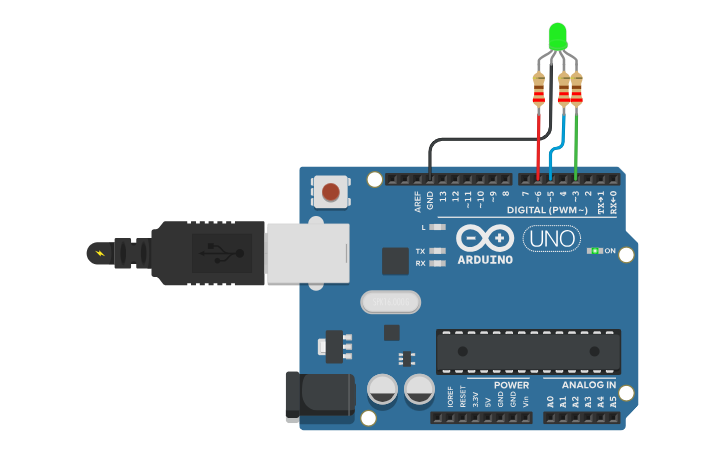 AREF
GND
13
12
~11
~10
~9
8
7
~6
~5
4
~3
2
TX→1
RX←0
DIGITAL (PWM~)
L
TX
RX
ARDUINO
UNO
ON
POWER
ANALOG IN
IOREF
RESET
3.3V
5V
GND
GND
Vin
A0
A1
A2
A3
A4
A5